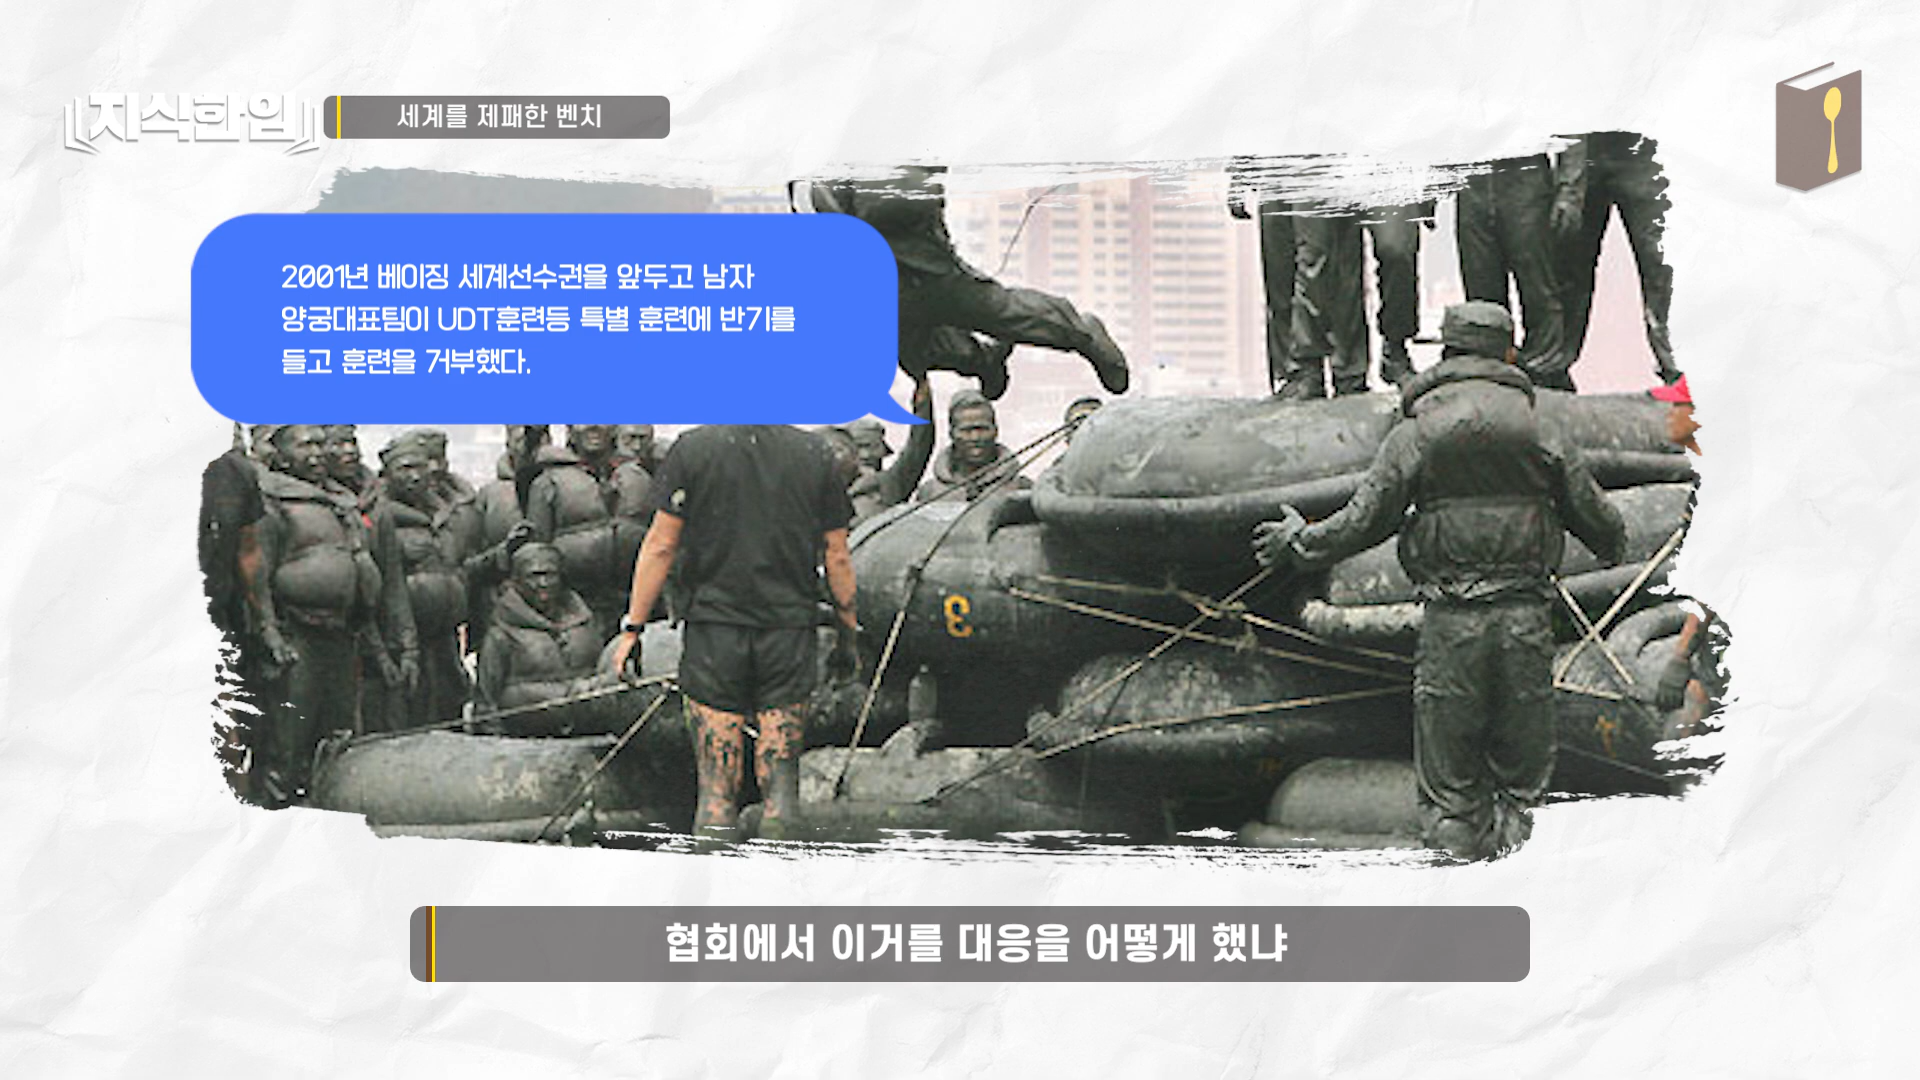 지식한입
세계를 제패한 벤치
2001년 베이징 세계선수권을 앞두고 남자
양궁대표팀이 UDT훈련등 특별 훈련에 반기를
들고 훈련을 거부했다.
3
협회에서 이거를 대응을 어떻게 했냐